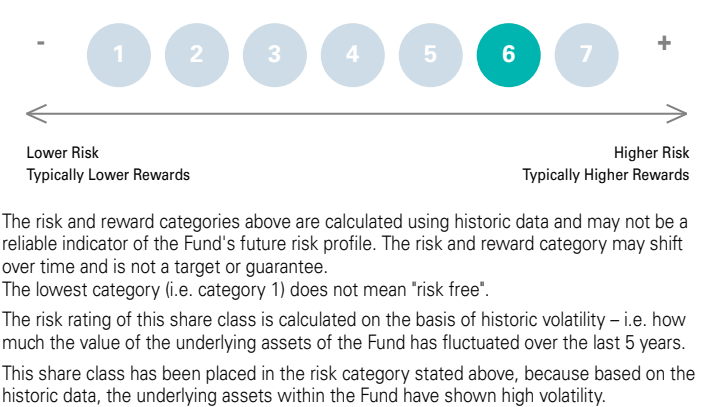 - 1 2 3 4 5 6 7 +
Lower Risk Higher Risk
Typically Lower Rewards Typically Higher Rewards
The risk and reward categories above are calculated using historic data and may not be a
reliable indicator of the Fund's future risk profile. The risk and reward category may shift
over time and is not a target or guarantee.
The lowest category (i.e. category 1) does not mean "risk free".
The risk rating of this share class is calculated on the basis of historic volatility – i.e. how
much the value of the underlying assets of the Fund has fluctuated over the last 5 years.
This share class has been placed in the risk category stated above, because based on the
historic data, the underlying assets within the Fund have shown high volatility.